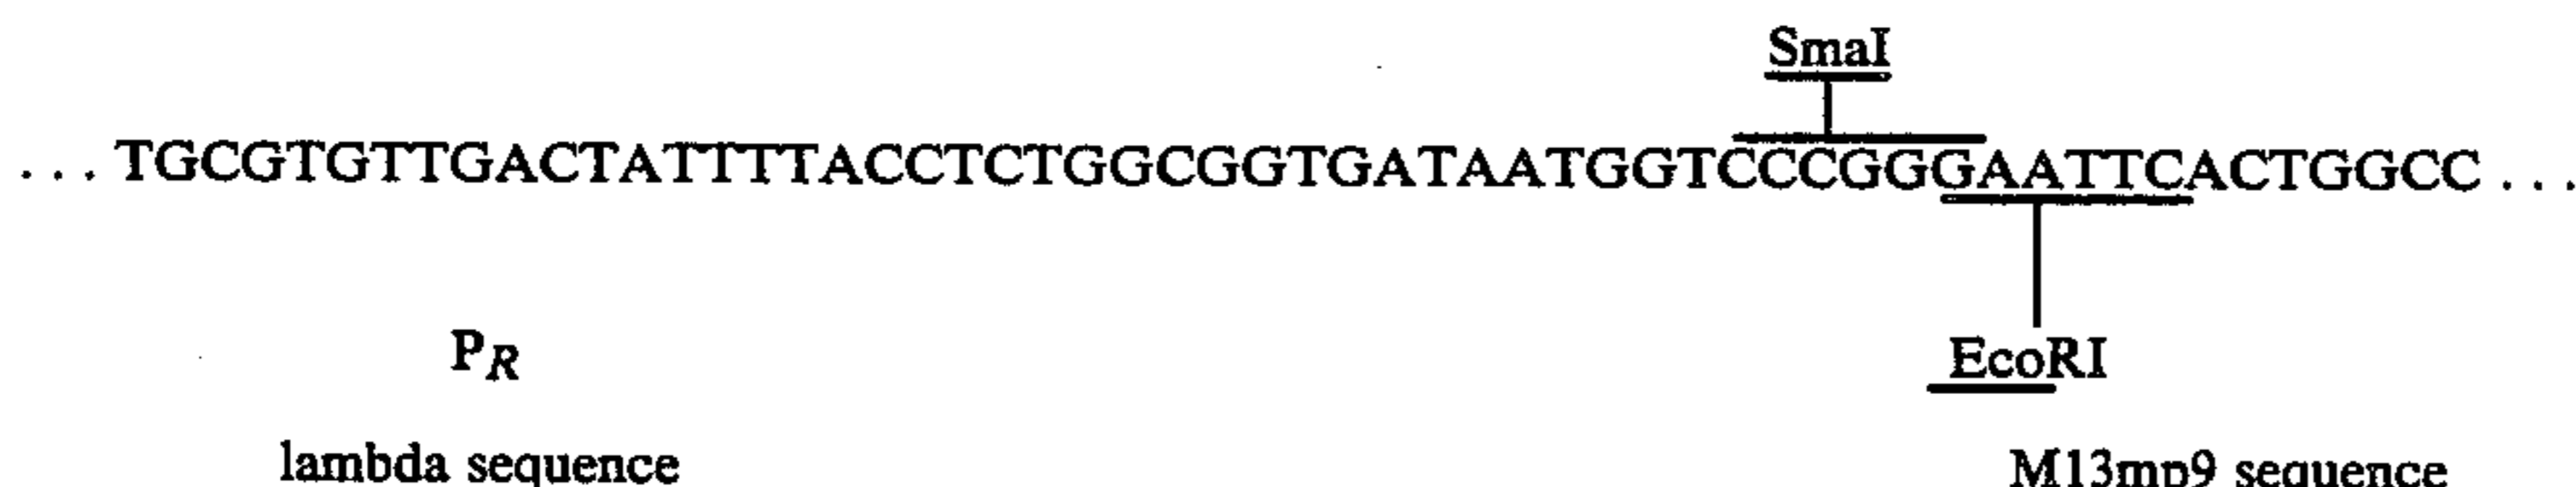 SmaI
...TGCGTGTTGACTATTTTACCTCTGGCGGTGATAATGGTCCCGGGAATTCACTGGCC...
PR
EcoRI
lambda sequence M13mp9 sequence